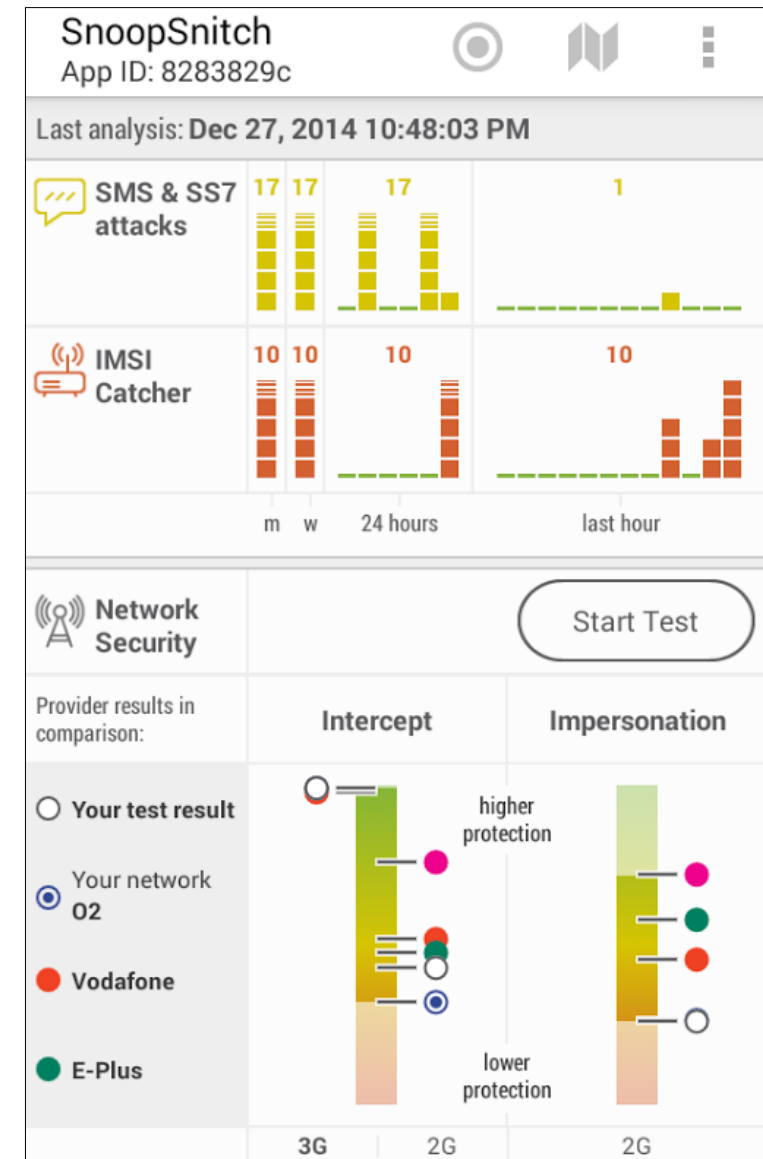 SnoopSnitch
App ID: 8283829c
Last analysis: Dec 27, 2014 10:48:03 PM
SMS & SS7
attacks
17 17 17 1
IMSI
Catcher
10 10 10 10
m w 24 hours last hour
Network
Security
Start Test
Provider results in
comparison:
Intercept
Impersonation
higher
protection
Your test result
Your network
O2
Vodafone
E-Plus
lower
protection
3G 2G 2G